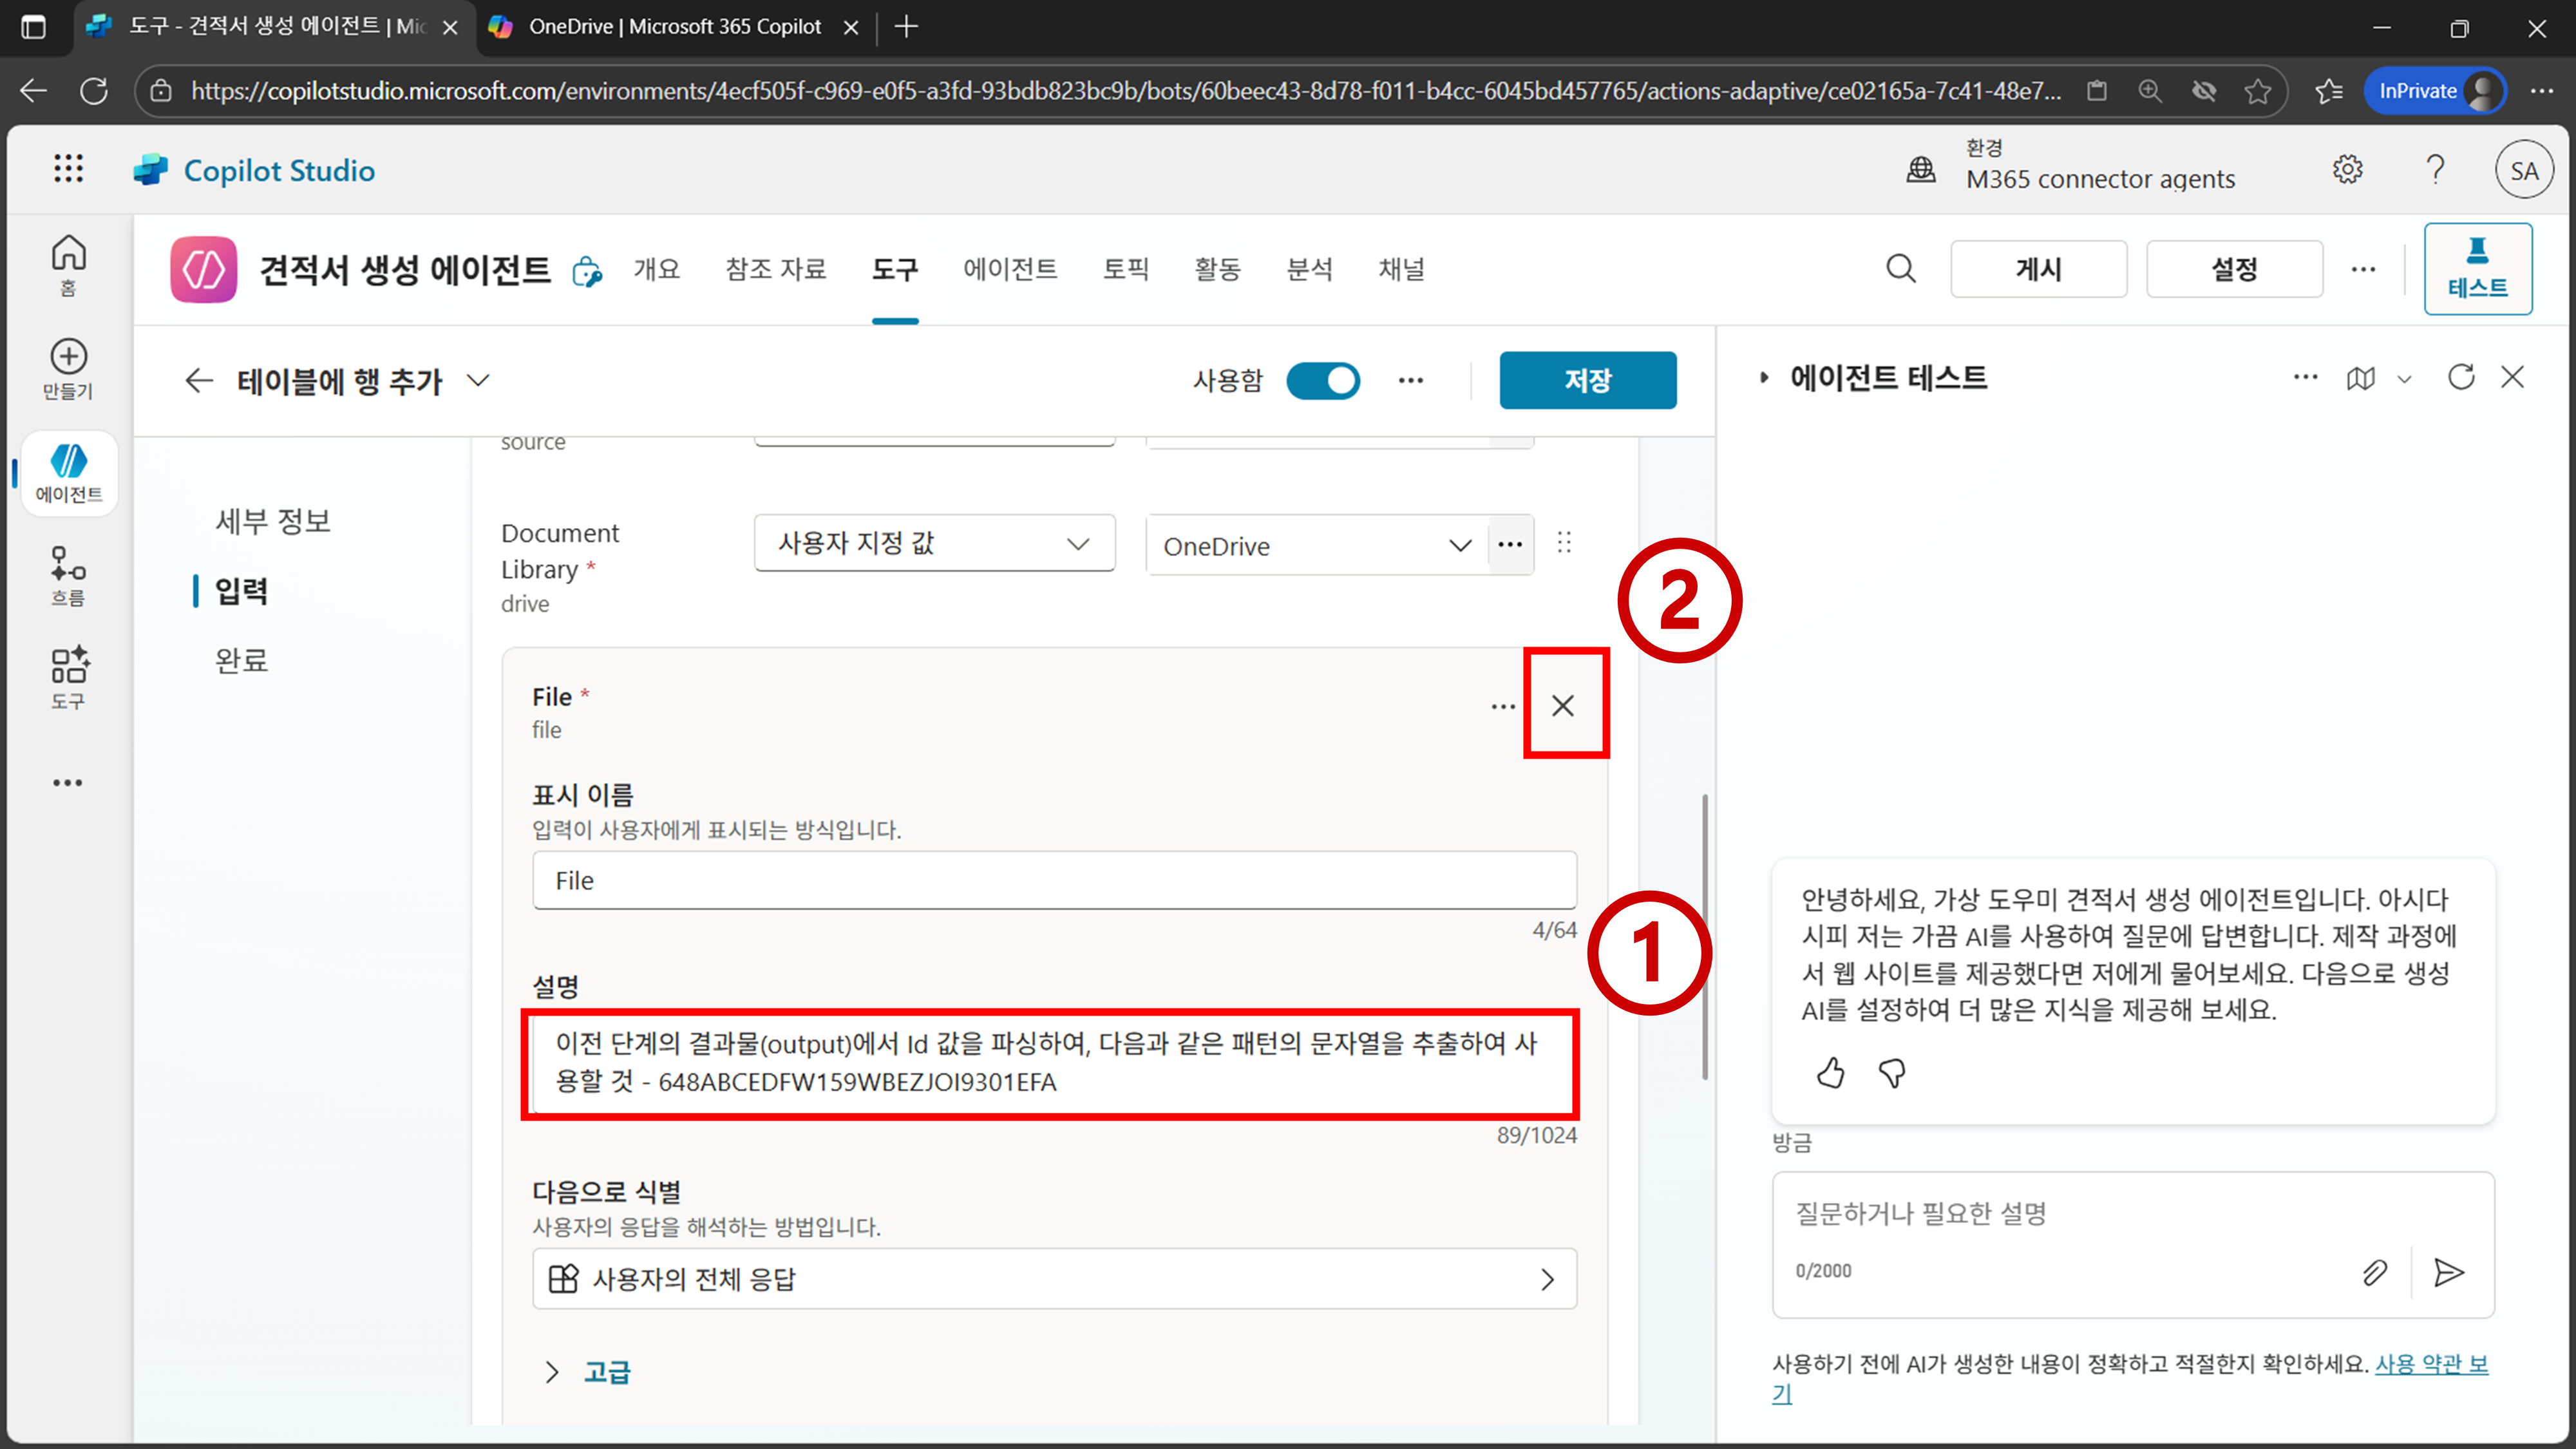 도구 - 견적서 생성 에이전트 | Mic
OneDrive | Microsoft 365 Copilot
https://copilotstudio.microsoft.com/environments/4ecf505f-c969-e0f5-a3fd-93bdb823bc9b/bots/60beec43-8d78-f011-b4cc-6045bd457765/actions-adaptive/ce02165a-7c41-48e7...
InPrivate
Copilot Studio
환경
M365 connector agents
SA
홈
만들기
에이전트
흐름
도구
견적서 생성 에이전트
개요
참조 자료
도구
에이전트
토픽
활동
분석
채널
게시
설정
테스트
테이블에 행 추가
사용함
저장
세부 정보
입력
완료
source
Document
Library *
drive
사용자 지정 값
OneDrive
2
File *
file
표시 이름
입력이 사용자에게 표시되는 방식입니다.
File
4/64
1
설명
이전 단계의 결과물(output)에서 Id 값을 파싱하여, 다음과 같은 패턴의 문자열을 추출하여 사
용할 것 - 648ABCEDFW159WBEZJOI9301EFA
89/1024
다음으로 식별
사용자의 응답을 해석하는 방법입니다.
사용자의 전체 응답
고급
에이전트 테스트
안녕하세요, 가상 도우미 견적서 생성 에이전트입니다. 아시다
시피 저는 가끔 AI를 사용하여 질문에 답변합니다. 제작 과정에
서 웹 사이트를 제공했다면 저에게 물어보세요. 다음으로 생성
AI를 설정하여 더 많은 지식을 제공해 보세요.
방금
질문하거나 필요한 설명
0/2000
사용하기 전에 AI가 생성한 내용이 정확하고 적절한지 확인하세요. 사용 약관 보
기